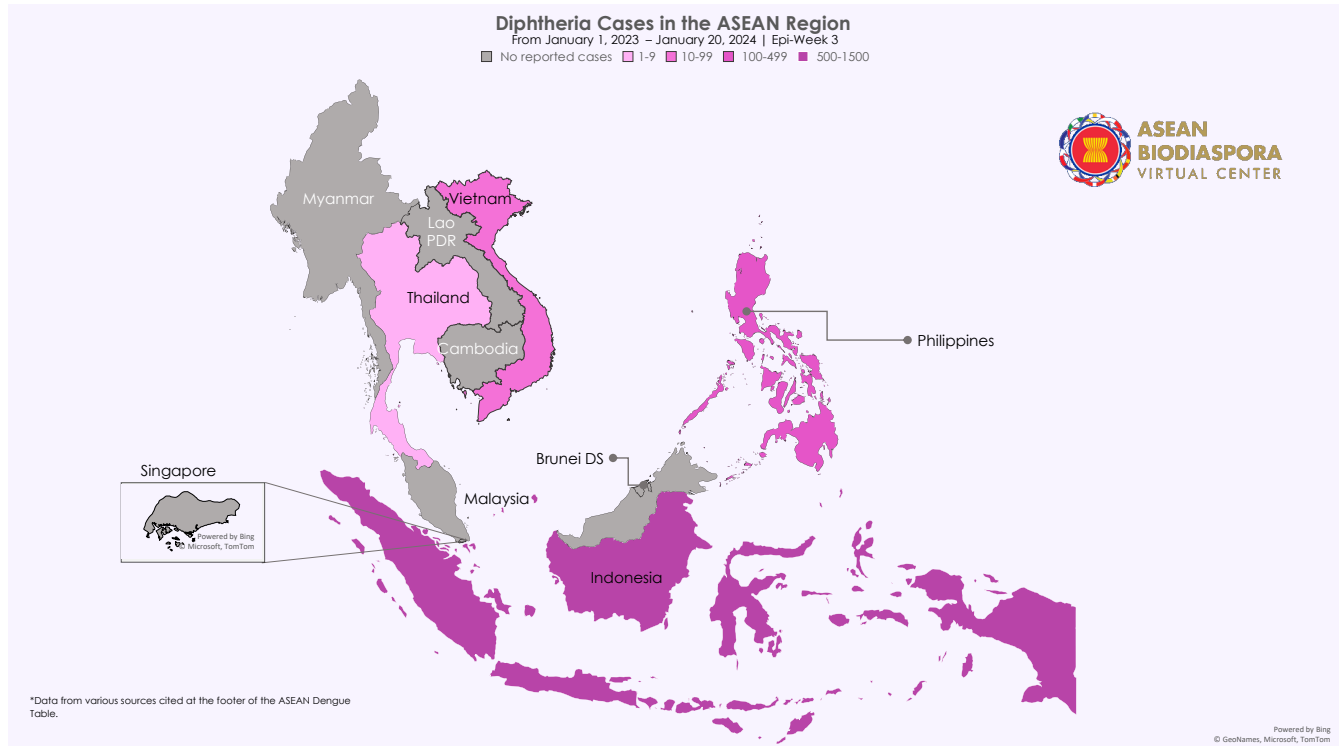 Diphtheria Cases in the ASEAN Region
From January 1, 2023 – January 20, 2024 | Epi-Week 3
No reported cases 1-9 10-99 100-499 500-1500
ASEAN
BIODIASPORA
VIRTUAL CENTER
Myanmar
Vietnam
Lao
PDR
Thailand
Cambodia
Philippines
Brunei DS
Singapore
Malaysia
Powered by Bing
© Microsoft, TomTom
Indonesia
*Data from various sources cited at the footer of the ASEAN Dengue
Table.
Powered by Bing
© GeoNames, Microsoft, TomTom